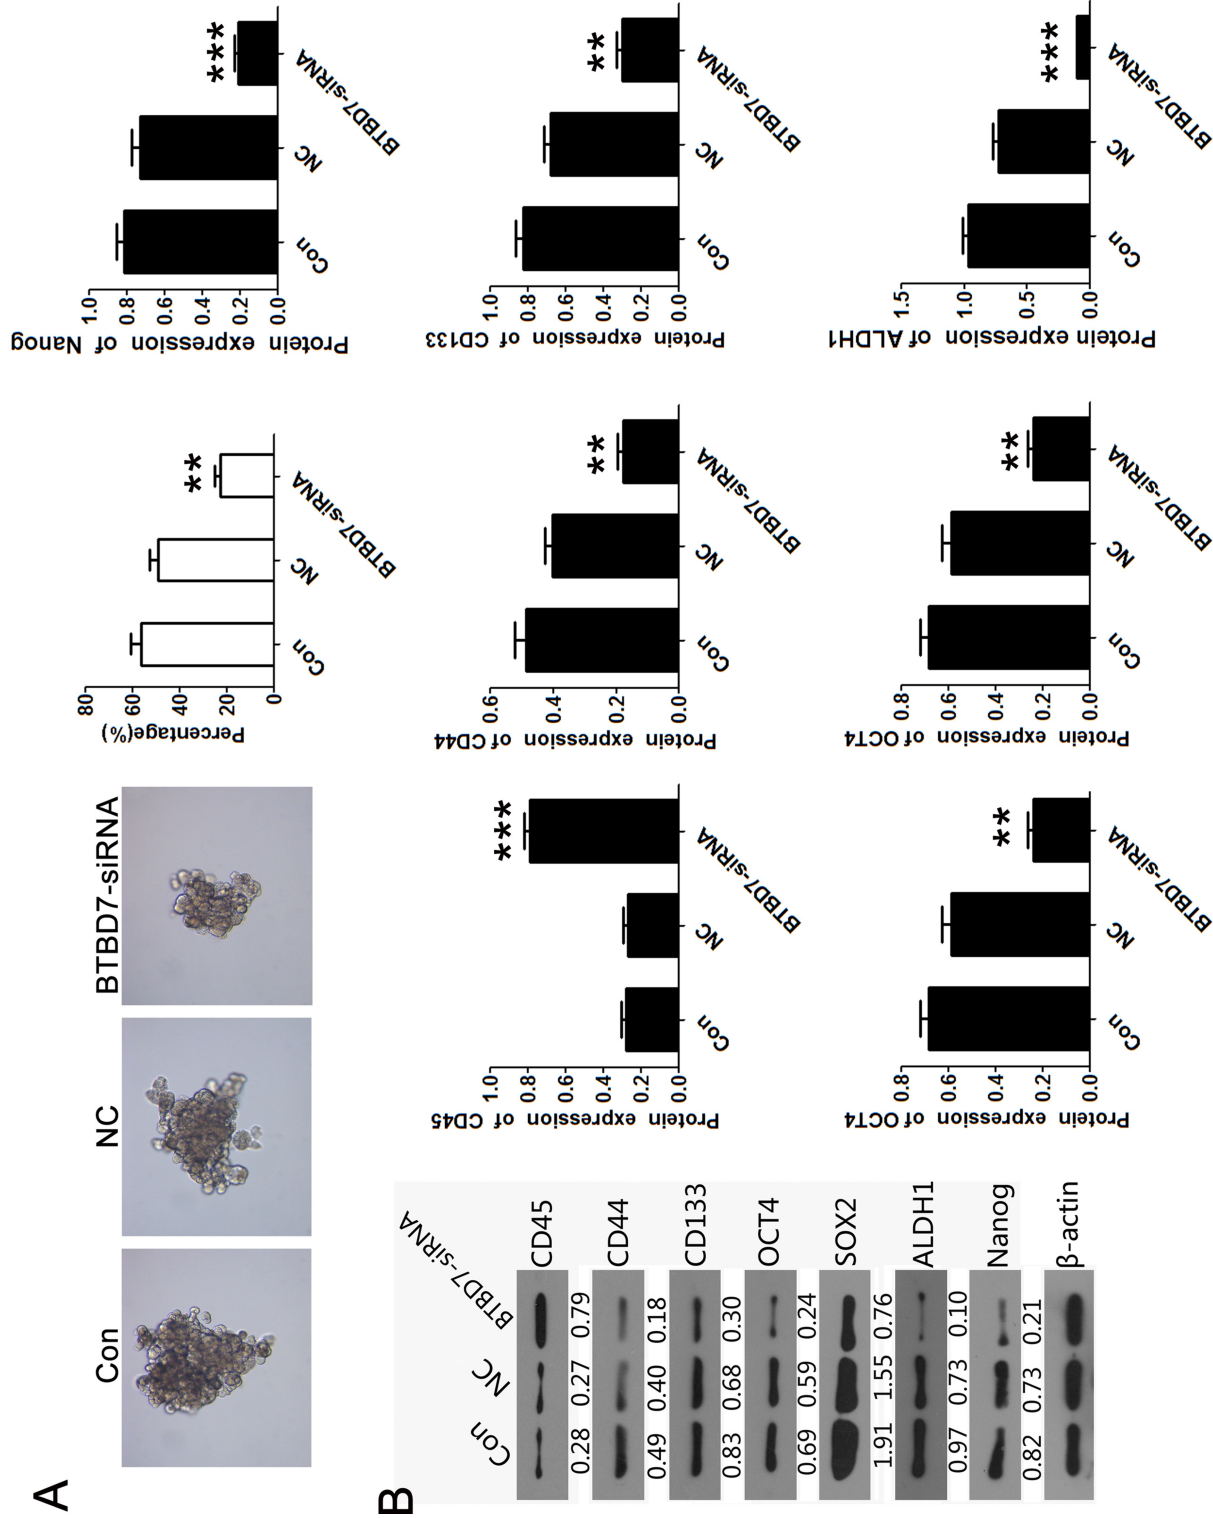 A
Con
NC
BTBD7-siRNA
Percentage(%)
80
60
40
20
0
Con
NC
BTBD7-siRNA
**
Protein expression of Nanog
1.0
0.8
0.6
0.4
0.2
0.0
Con
NC
BTBD7-siRNA
***
B
Con NC BTBD7-siRNA
CD45
0.28 0.27 0.79
CD44
0.49 0.40 0.18
CD133
0.83 0.68 0.30
OCT4
0.69 0.59 0.24
SOX2
1.91 1.55 0.76
ALDH1
0.97 0.73 0.10
Nanog
0.82 0.73 0.21
β-actin
Protein expression of CD45
1.0
0.8
0.6
0.4
0.2
0.0
Con
NC
BTBD7-siRNA
***
Protein expression of CD44
0.6
0.4
0.2
0.0
Con
NC
BTBD7-siRNA
**
Protein expression of CD133
1.0
0.8
0.6
0.4
0.2
0.0
Con
NC
BTBD7-siRNA
**
Protein expression of OCT4
0.8
0.6
0.4
0.2
0.0
Con
NC
BTBD7-siRNA
**
Protein expression of OCT4
0.8
0.6
0.4
0.2
0.0
Con
NC
BTBD7-siRNA
**
Protein expression of ALDH1
1.5
1.0
0.5
0.0
Con
NC
BTBD7-siRNA
***